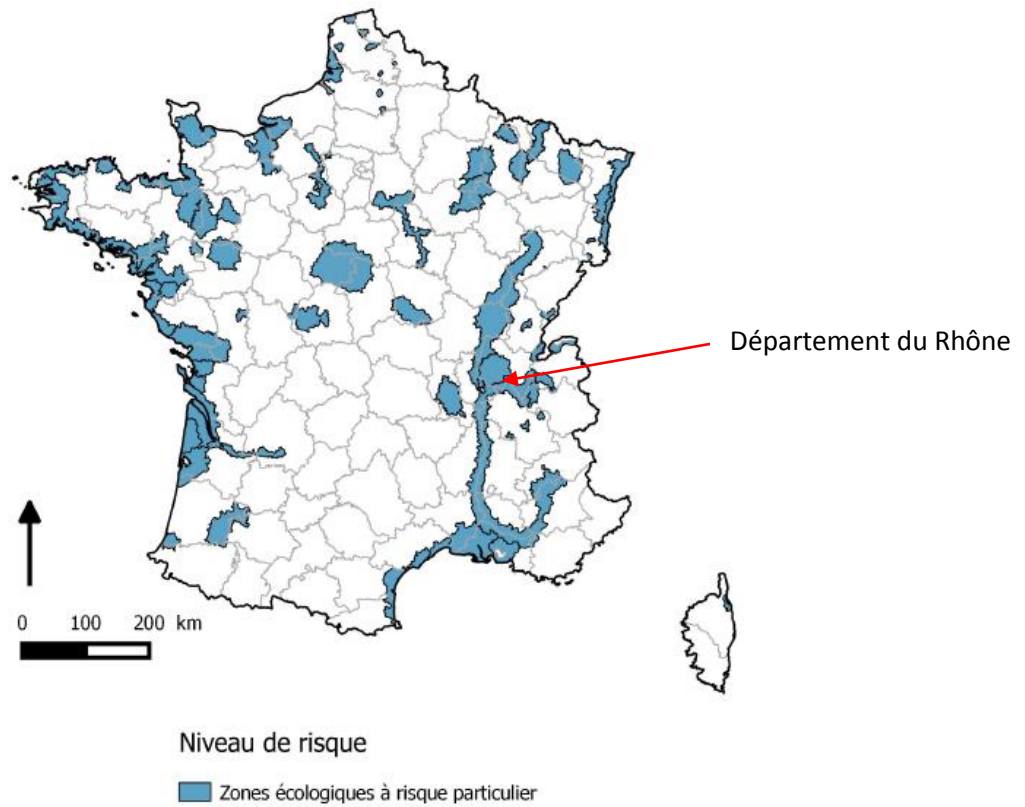 Département du Rhône
0 100 200 km
Niveau de risque
Zones écologiques à risque particulier